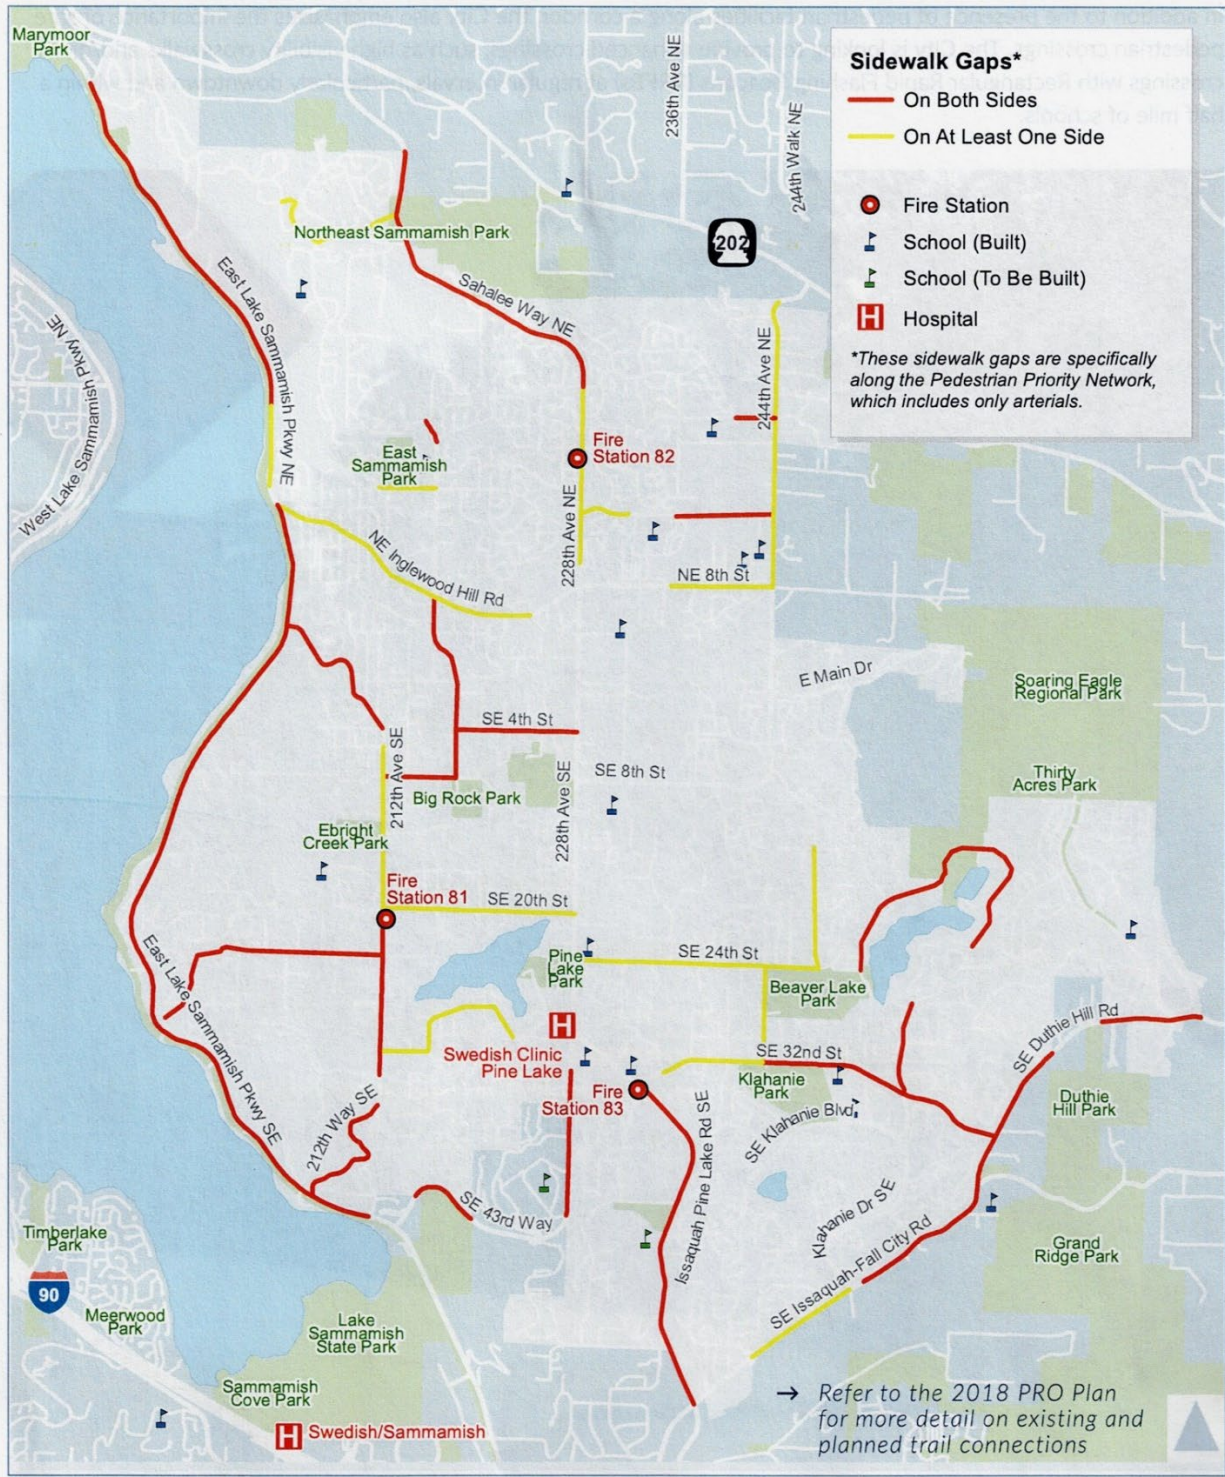 Marymoor
Park
236th Ave NE
244th Walk NE
Sidewalk Gaps*
On Both Sides
On At Least One Side
Fire Station
School (Built)
School (To Be Built)
H Hospital
*These sidewalk gaps are specifically
along the Pedestrian Priority Network,
which includes only arterials.
202
Northeast Sammamish Park
East Lake Sammamish Pkwy NE
Sahalee Way NE
West Lake Sammamish Pkwy NE
244th Ave NE
East
Sammamish
Park
Fire
Station 82
228th Ave NE
NE Inglewood Hill Rd
NE 8th St
E Main Dr
Soaring Eagle
Regional Park
SE 4th St
212th Ave SE
228th Ave SE
SE 8th St
Thirty
Acres Park
Big Rock Park
Ebright
Creek Park
Fire
Station 81
SE 20th St
SE 24th St
Pine
Lake
Park
Beaver Lake
Park
East Lake Sammamish Pkwy SE
H
Swedish Clinic
Pine Lake
SE 32nd St
SE Duthie Hill Rd
Klahanie
Park
Fire
Station 83
SE Klahanie Blvd
Duthie
Hill Park
212th Way SE
Issaquah Pine Lake Rd SE
SE 43rd Way
Klahanie Dr SE
SE Issaquah-Fall City Rd
Grand
Ridge Park
Timberlake
Park
90
Meerwood
Park
Lake
Sammamish
State Park
Sammamish
Cove Park
H Swedish/Sammamish
→ Refer to the 2018 PRO Plan
for more detail on existing and
planned trail connections